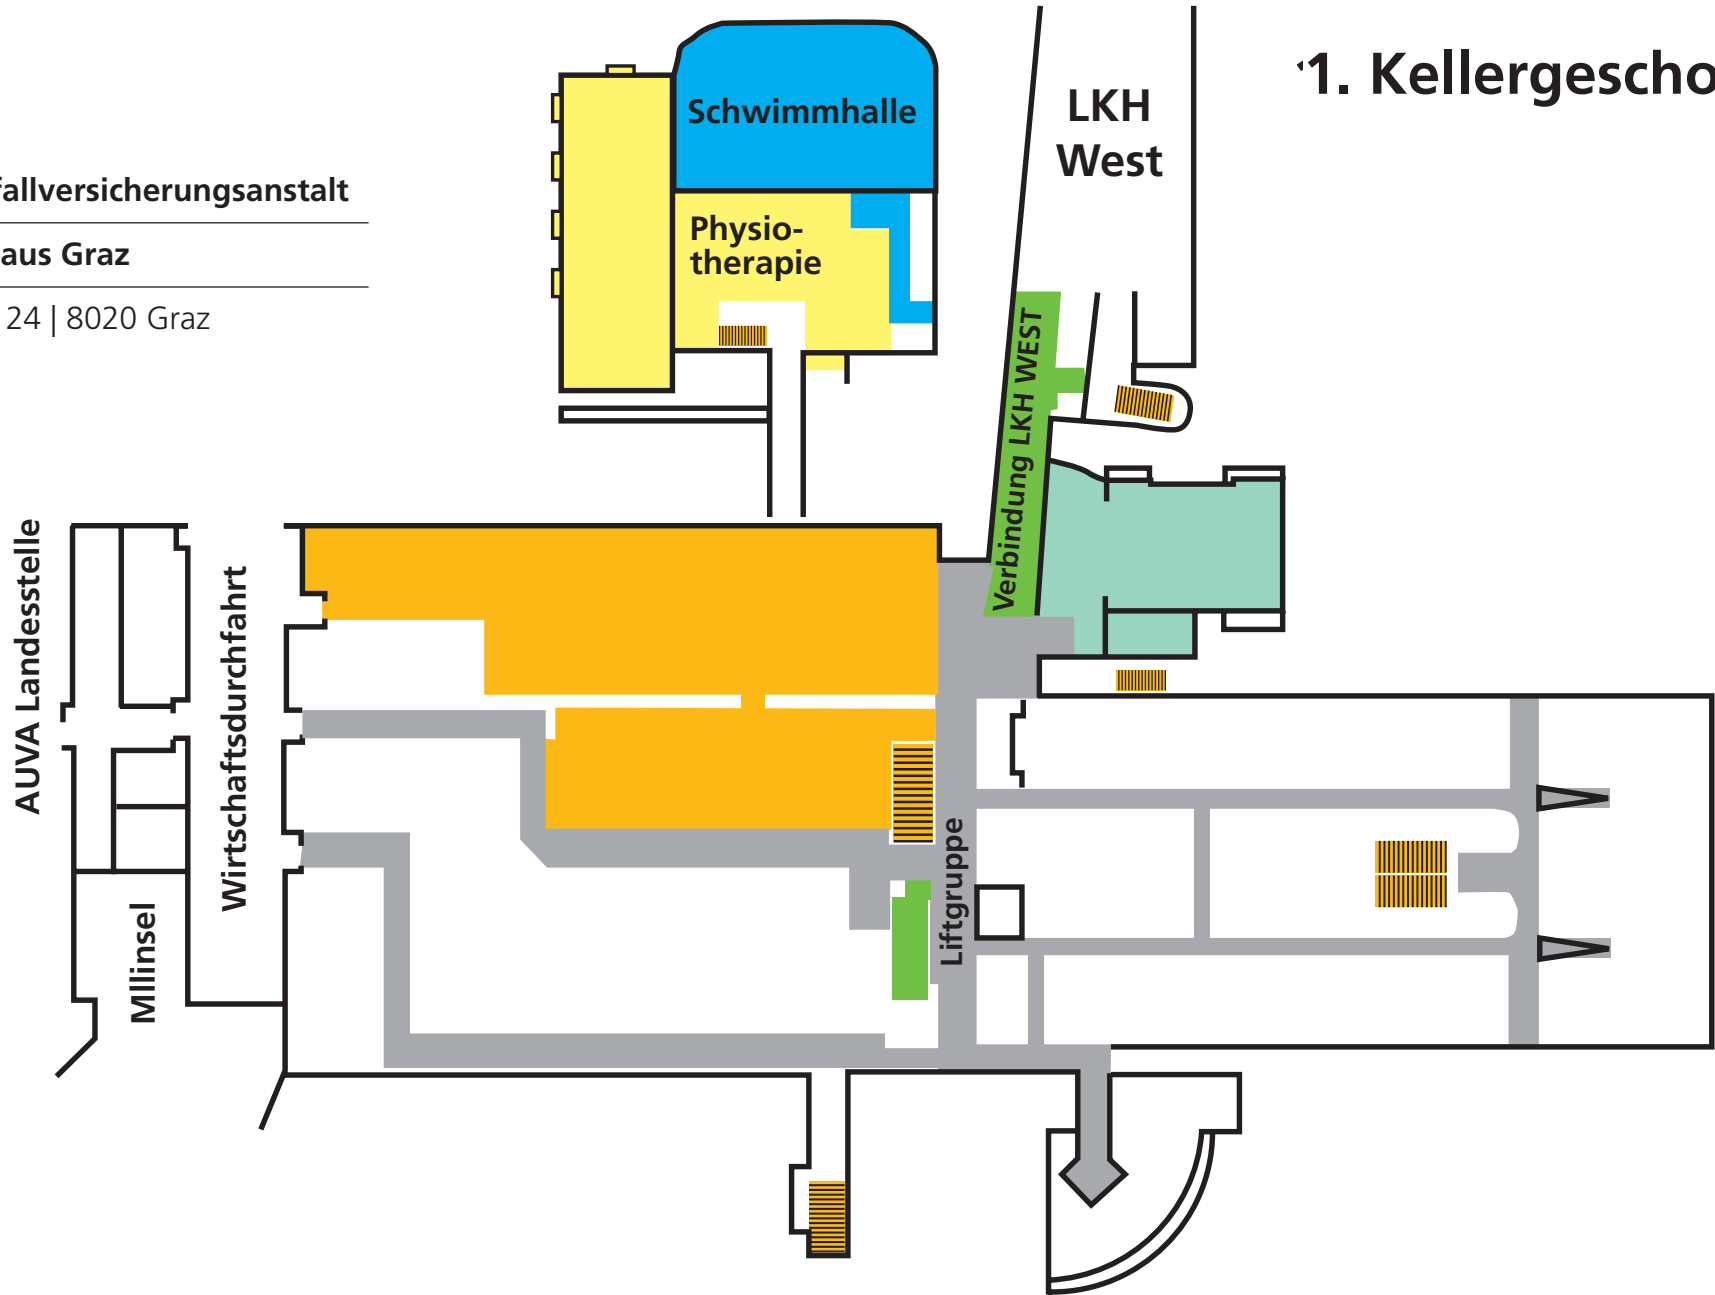 1. Kellergescho
fallversicherungsanstalt
aus Graz
24 | 8020 Graz
Schwimmhalle
Physio-
therapie
LKH
West
Verbindung LKH WEST
AUVA Landesstelle
Wirtschaftsdurchfahrt
Mllinsel
Liftgruppe